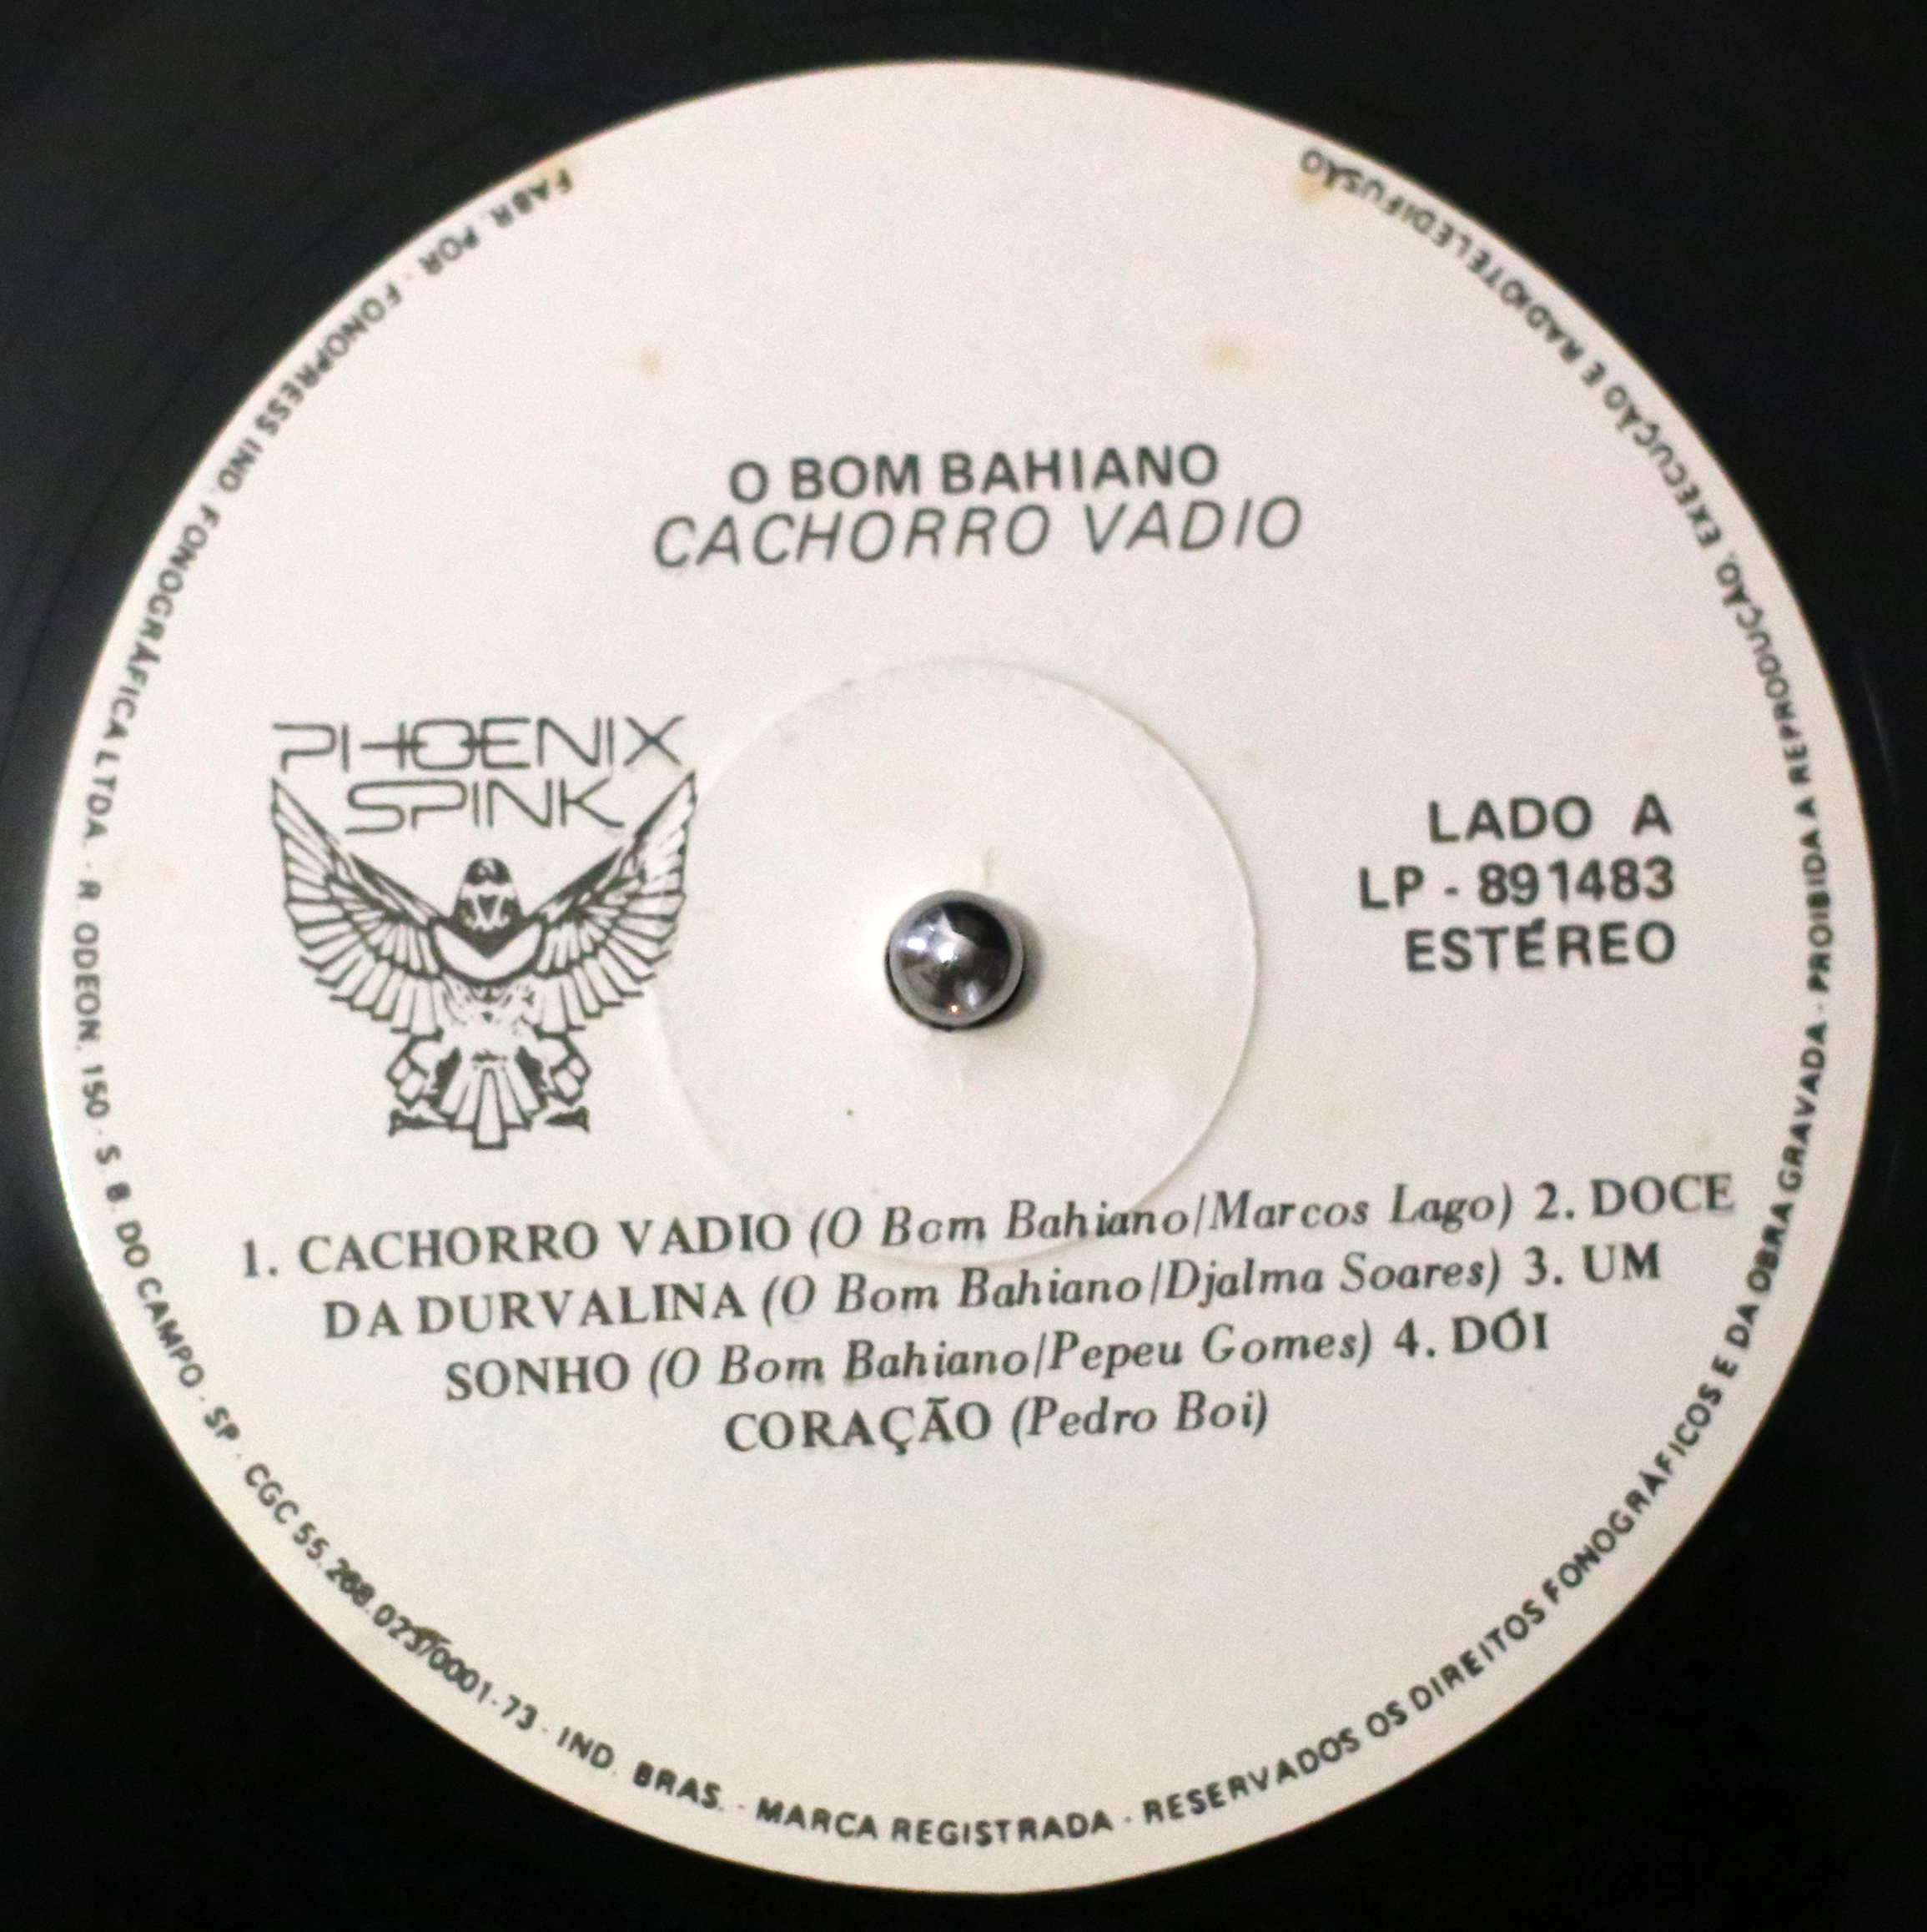 O BOM BAHIANO
CACHORRO VADIO
PHOENIX
SPINK
LADO A
LP - 891483
ESTÉREO
1. CACHORRO VADIO (O Bom Bahiano/Marcos Lago) 2. DOCE
DA DURVALINA (O Bom Bahiano/Djalma Soares) 3. UM
SONHO (O Bom Bahiano/Pepeu Gomes) 4. DÓI
CORAÇÃO (Pedro Boi)
FABR. POR · FONOPRESS IND. FONOGRÁFICA LTDA. · R. ODEON, 150 · S. B. DO CAMPO · SP · CGC 55.268.023/0001-73 · IND. BRAS. · MARCA REGISTRADA · RESERVADOS OS DIREITOS FONOGRÁFICOS E DA OBRA GRAVADA · PROIBIDA A REPRODUÇÃO, EXECUÇÃO E RADIOTELEDIFUSÃO